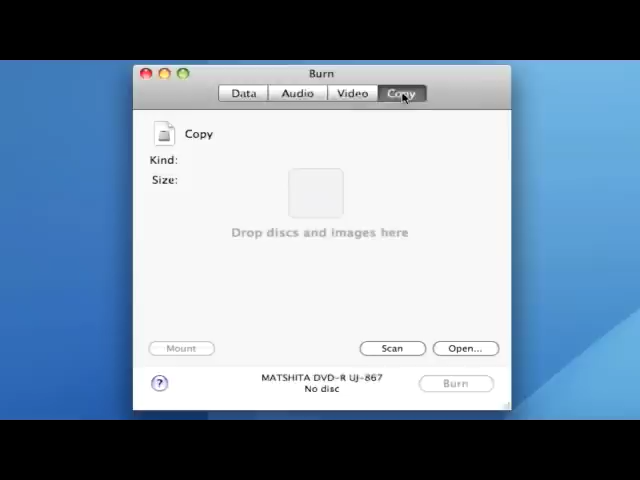 Burn
Data Audio Video Copy
Copy
Kind:
Size:
Drop discs and images here
Mount Scan Open...
? MATSHITA DVD-R UJ-867 Burn
No disc